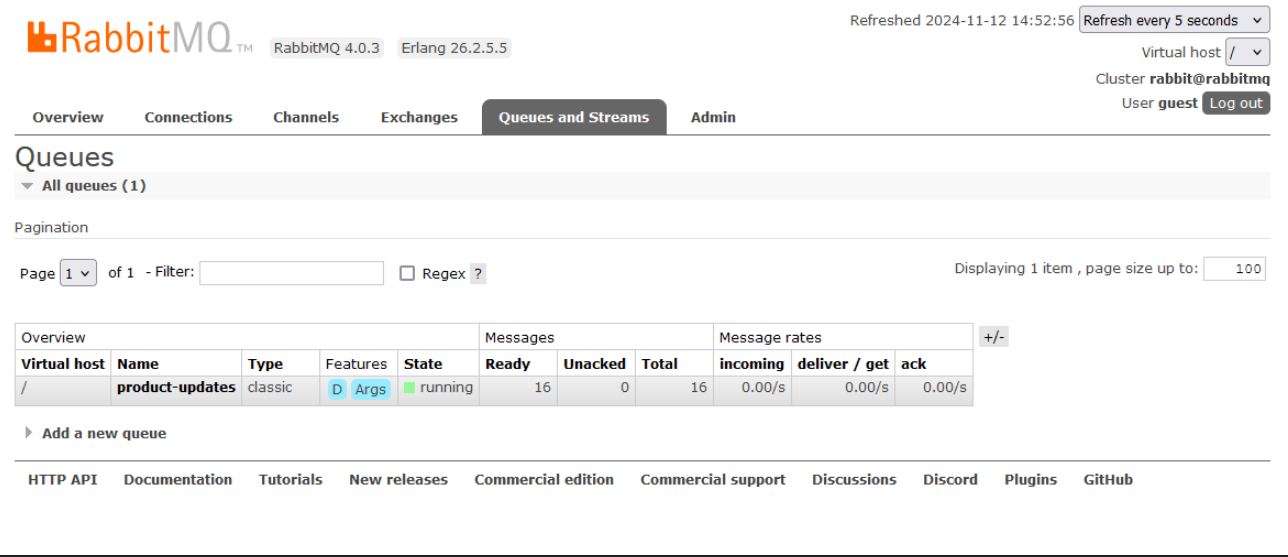 RabbitMQ TM RabbitMQ 4.0.3 Erlang 26.2.5.5
Refreshed 2024-11-12 14:52:56 Refresh every 5 seconds
Virtual host /
Cluster rabbit@rabbitmq
User guest Log out
Overview Connections Channels Exchanges Queues and Streams Admin
Queues
All queues (1)
Pagination
Page 1 of 1 - Filter: Regex ? Displaying 1 item , page size up to: 100
Overview Messages Message rates +/-
Virtual host Name Type Features State Ready Unacked Total incoming deliver / get ack
/ product-updates classic D Args running 16 0 16 0.00/s 0.00/s 0.00/s
Add a new queue
HTTP API Documentation Tutorials New releases Commercial edition Commercial support Discussions Discord Plugins GitHub